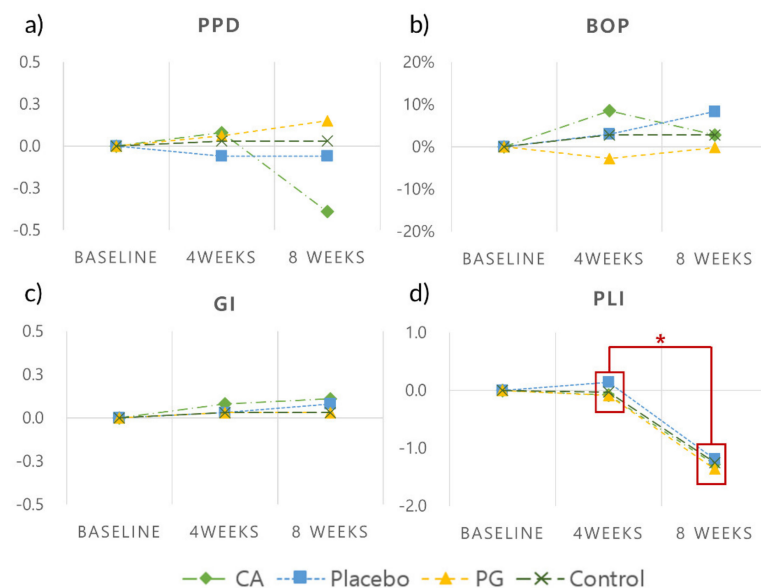 a) PPD
0.5
0.3
0.0
-0.3
-0.5
BASELINE 4WEEKS 8 WEEKS
b) BOP
20%
10%
0%
-10%
-20%
BASELINE 4WEEKS 8 WEEKS
c) GI
0.5
0.3
0.0
-0.3
-0.5
BASELINE 4WEEKS 8 WEEKS
d) PLI
1.0
0.0
-1.0
-2.0
*
BASELINE 4WEEKS 8 WEEKS
CA Placebo PG Control